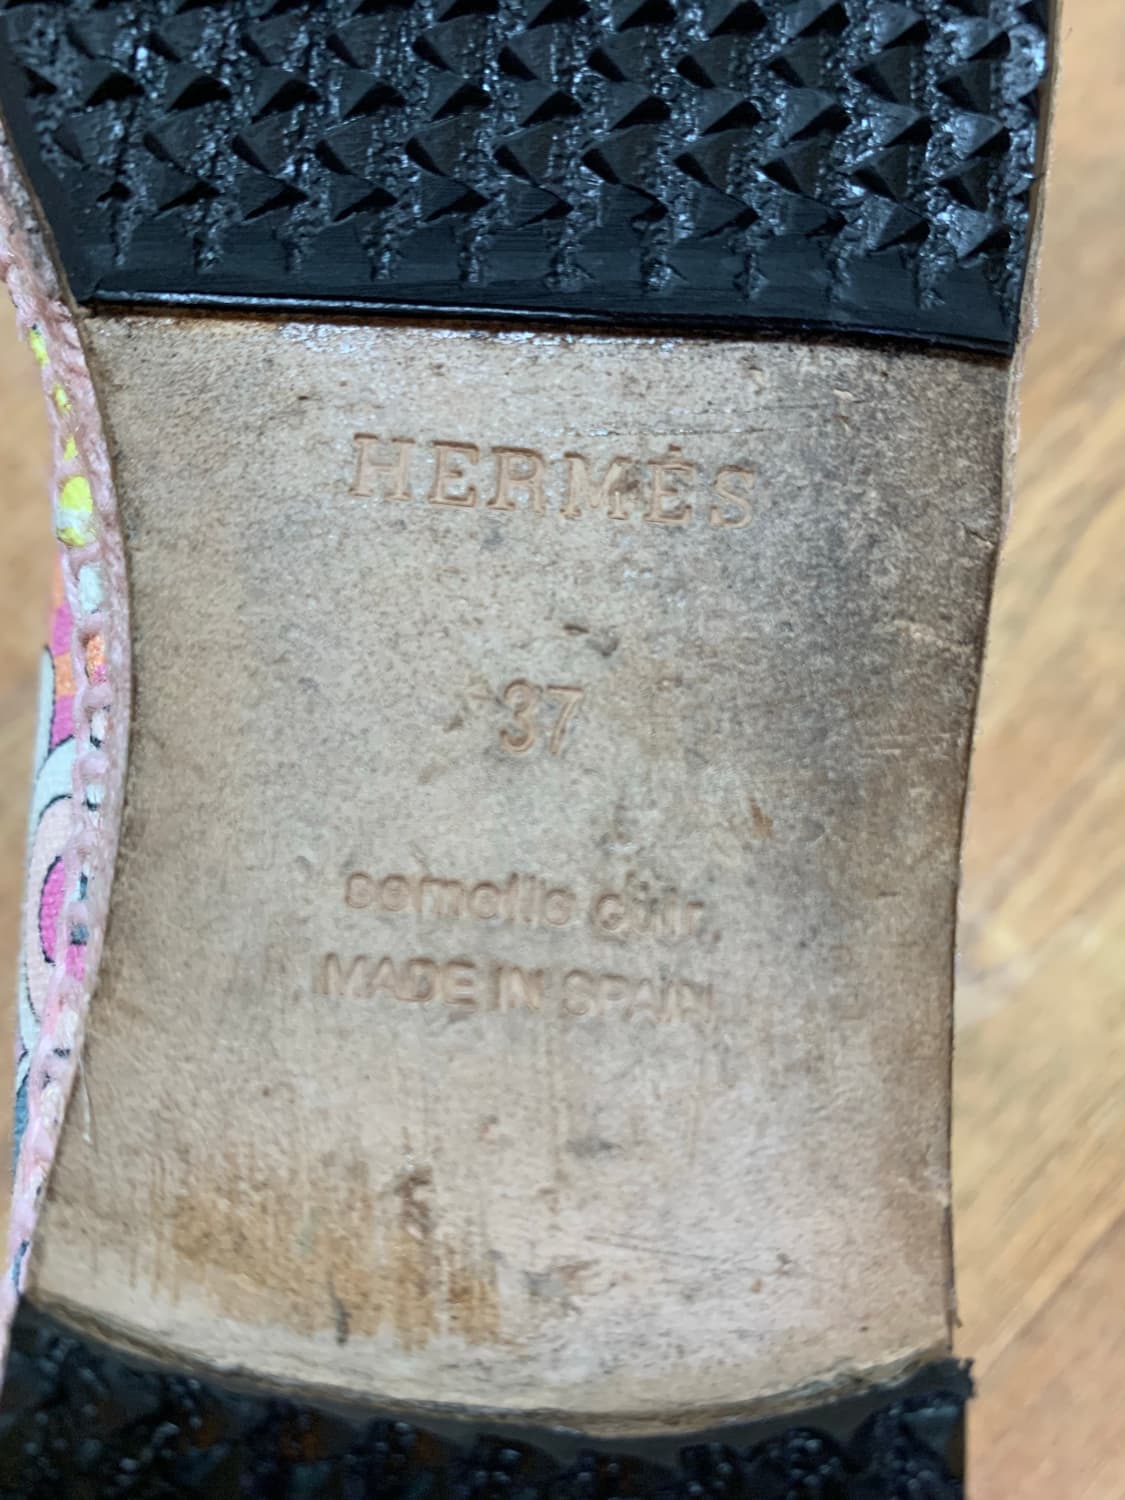 HERMÈS
37
semelle cuir
MADE IN SPAIN